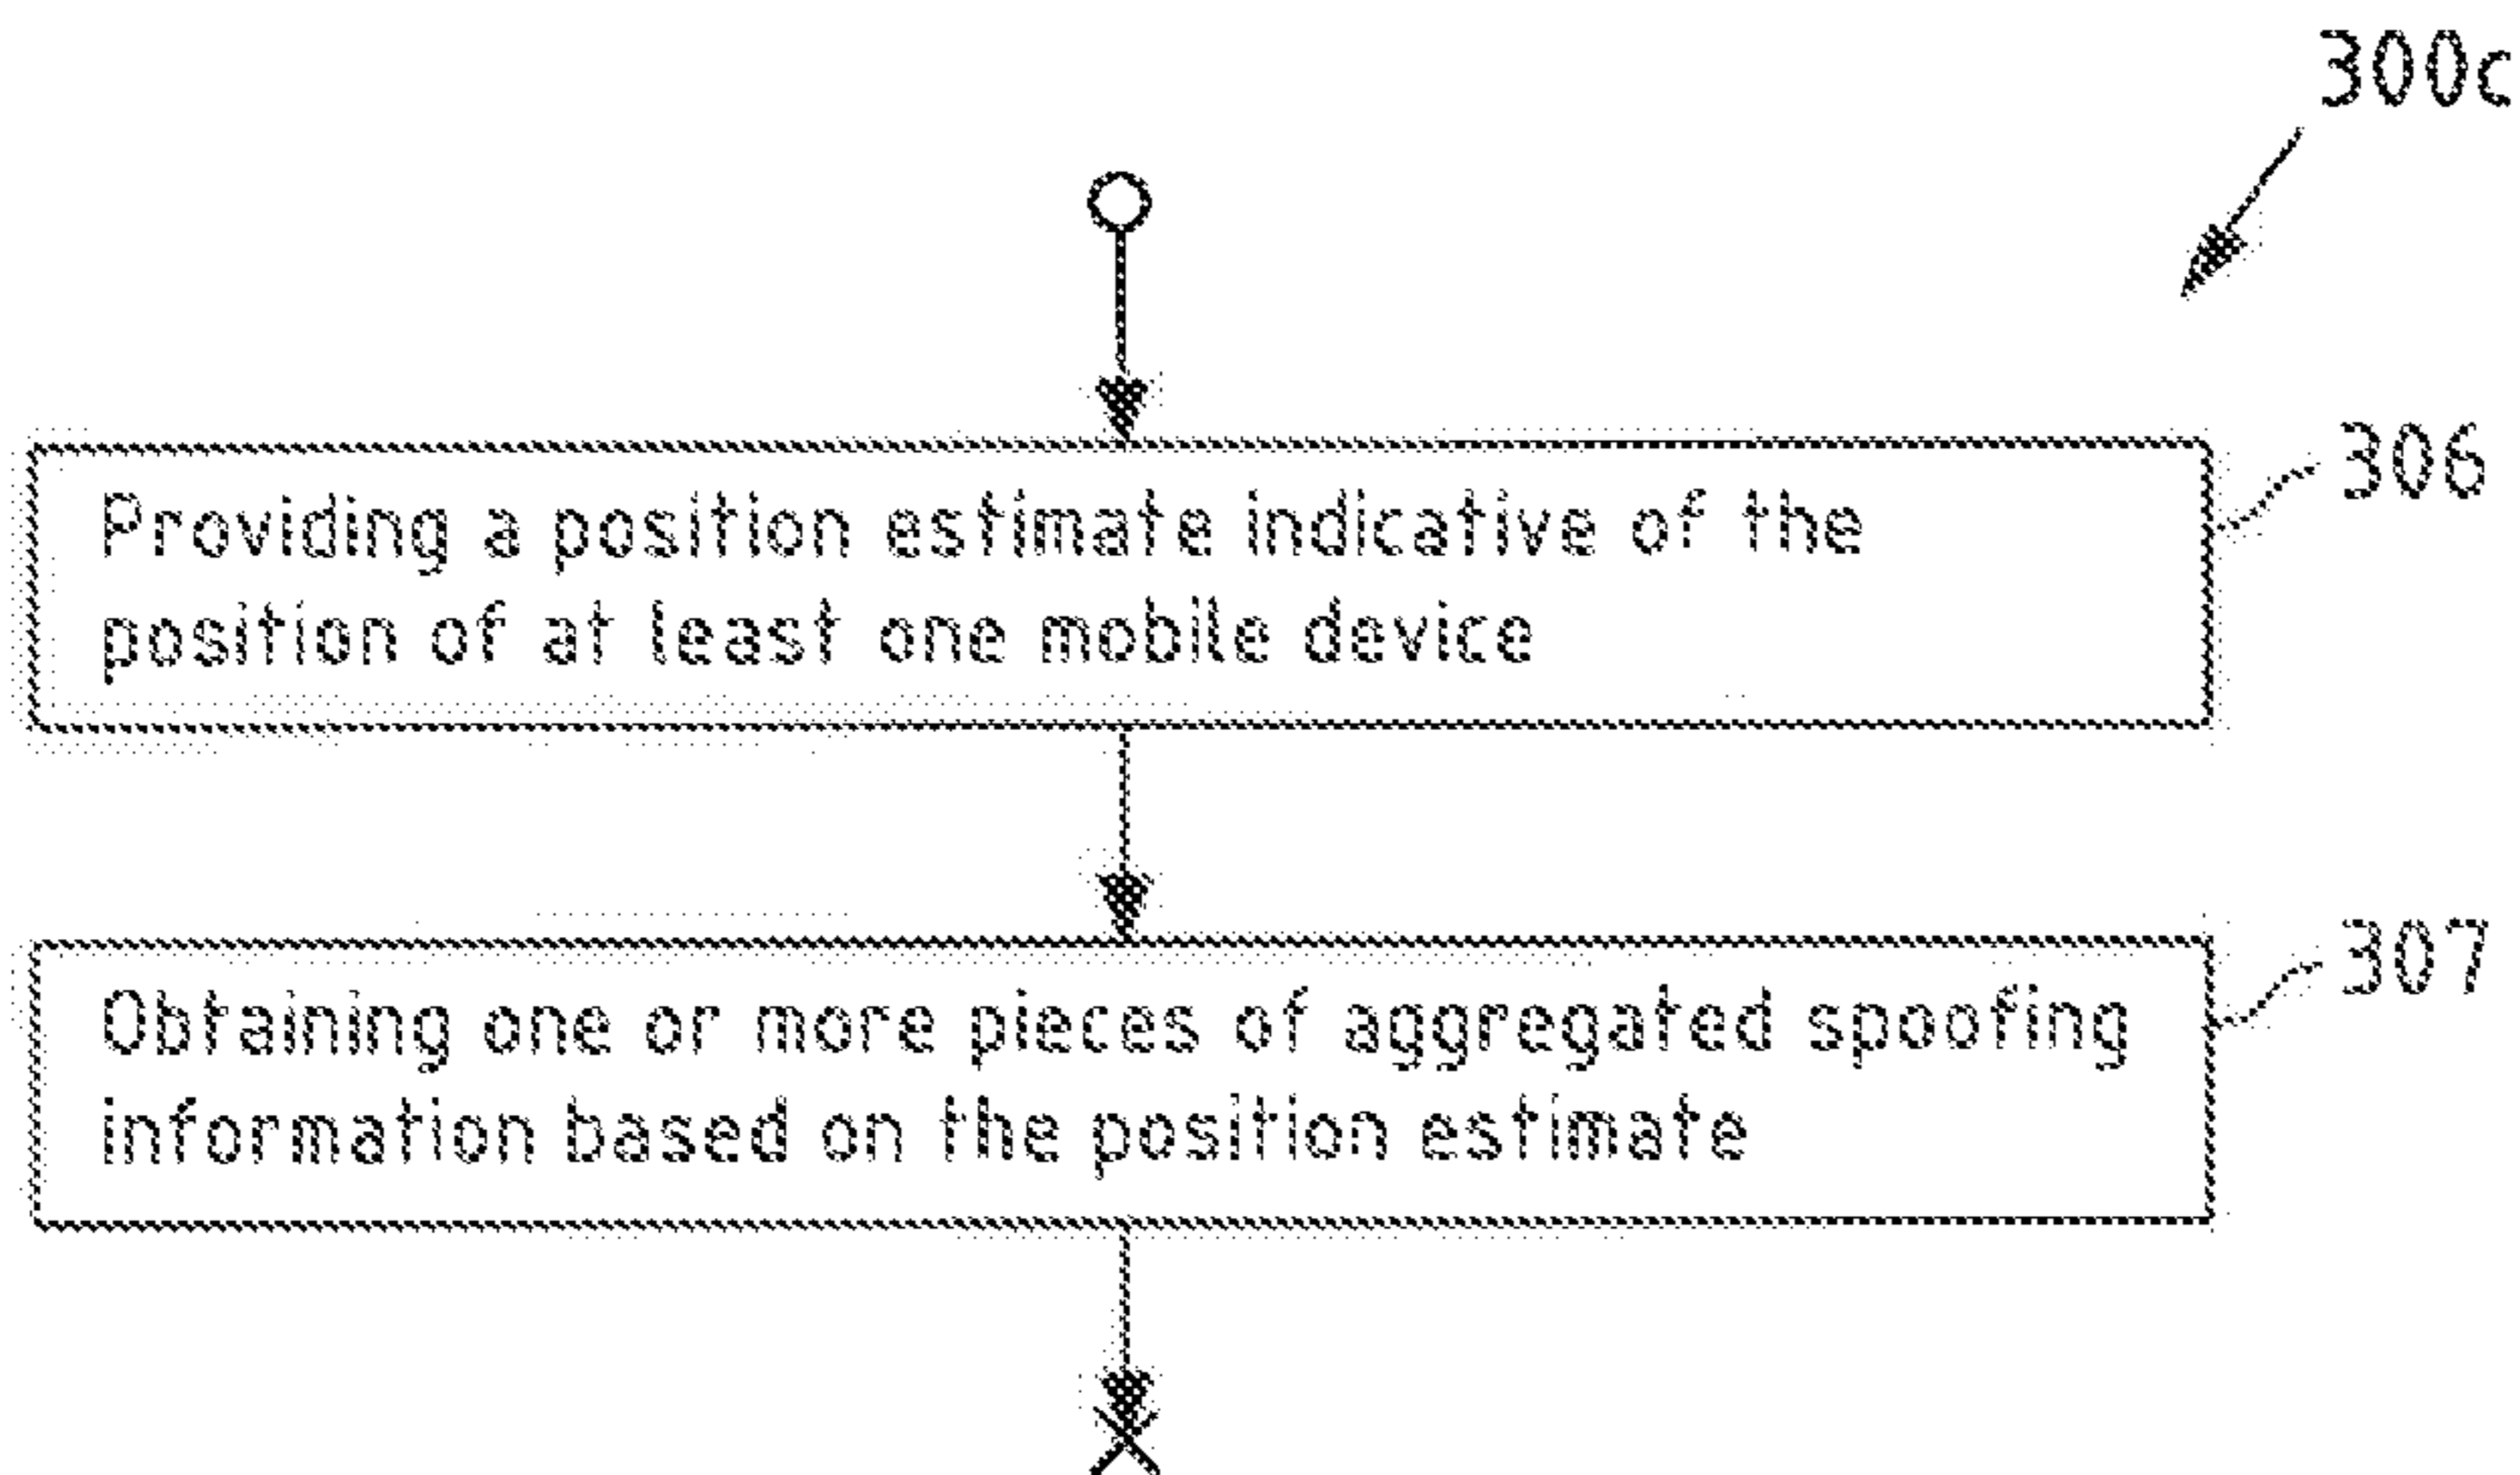 300c
306
Providing a position estimate indicative of the
position of at least one mobile device
307
Obtaining one or more pieces of aggregated spoofing
information based on the position estimate